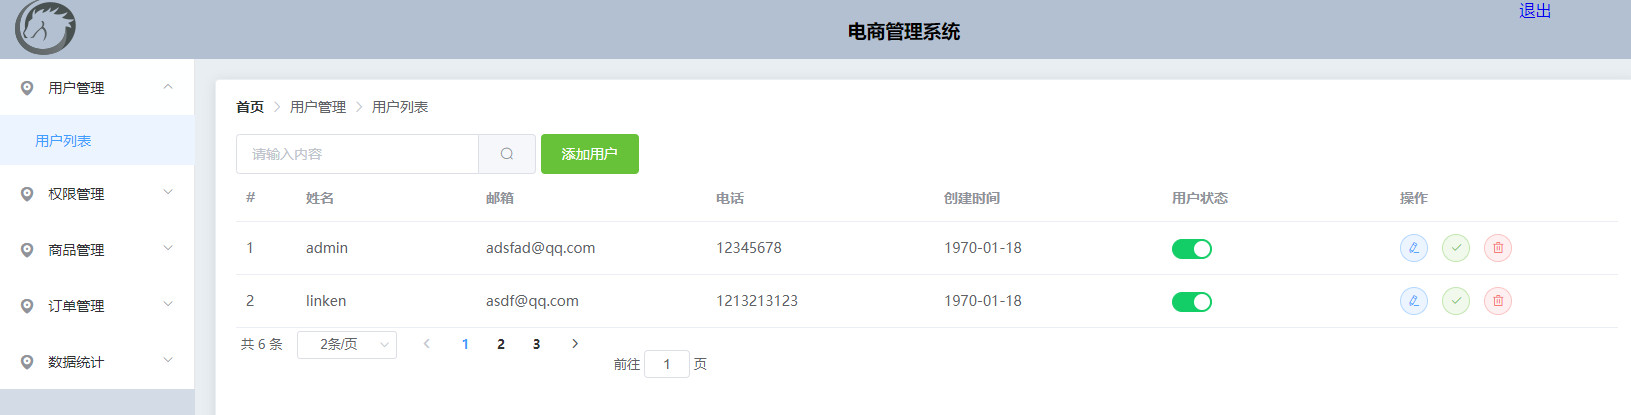 退出
电商管理系统
用户管理
用户列表
权限管理
商品管理
订单管理
数据统计
首页 用户管理 用户列表
请输入内容 添加用户
# 姓名 邮箱 电话 创建时间 用户状态 操作
1 admin adsfad@qq.com 12345678 1970-01-18
2 linken asdf@qq.com 1213213123 1970-01-18
共 6 条 2条/页 1 2 3
前往 1 页